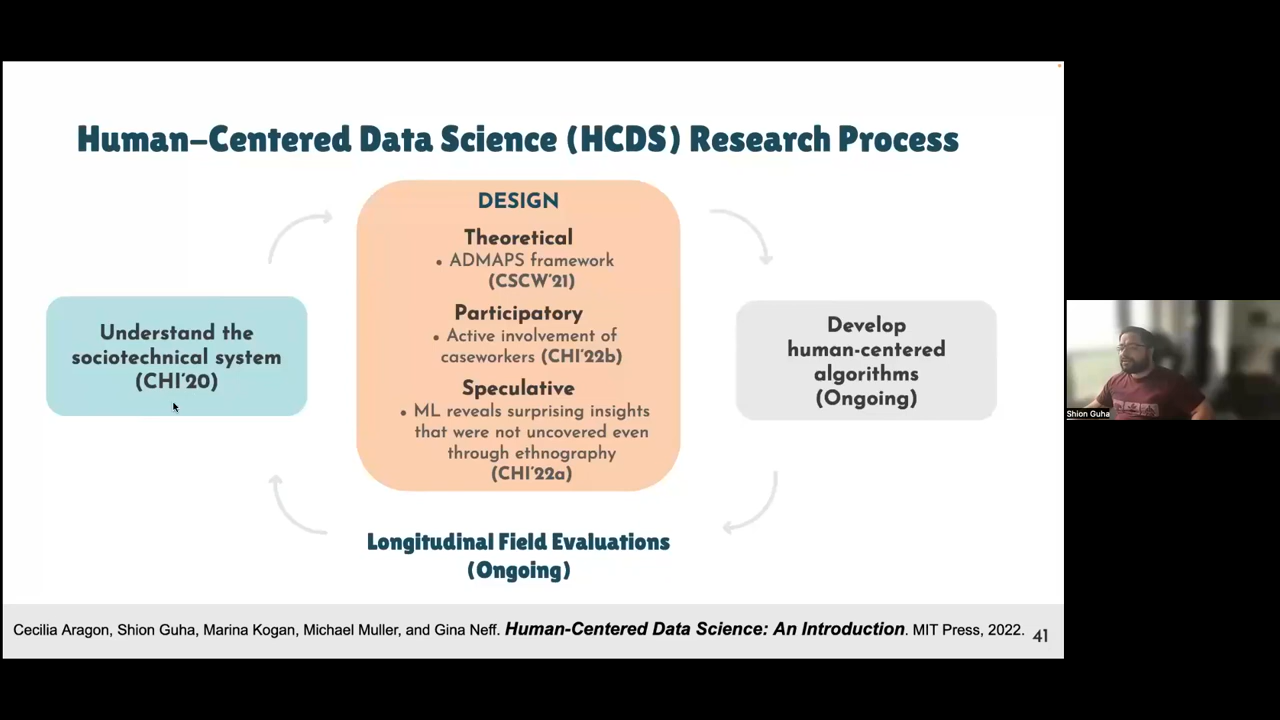 Human-Centered Data Science (HCDS) Research Process
Understand the
sociotechnical system
(CHI'20)
DESIGN
Theoretical
• ADMAPS framework
(CSCW'21)
Participatory
• Active involvement of
caseworkers (CHI'22b)
Speculative
• ML reveals surprising insights
that were not uncovered even
through ethnography
(CHI'22a)
Develop
human-centered
algorithms
(Ongoing)
Longitudinal Field Evaluations
(Ongoing)
Cecilia Aragon, Shion Guha, Marina Kogan, Michael Muller, and Gina Neff. Human-Centered Data Science: An Introduction. MIT Press, 2022.
41
Shion Guha